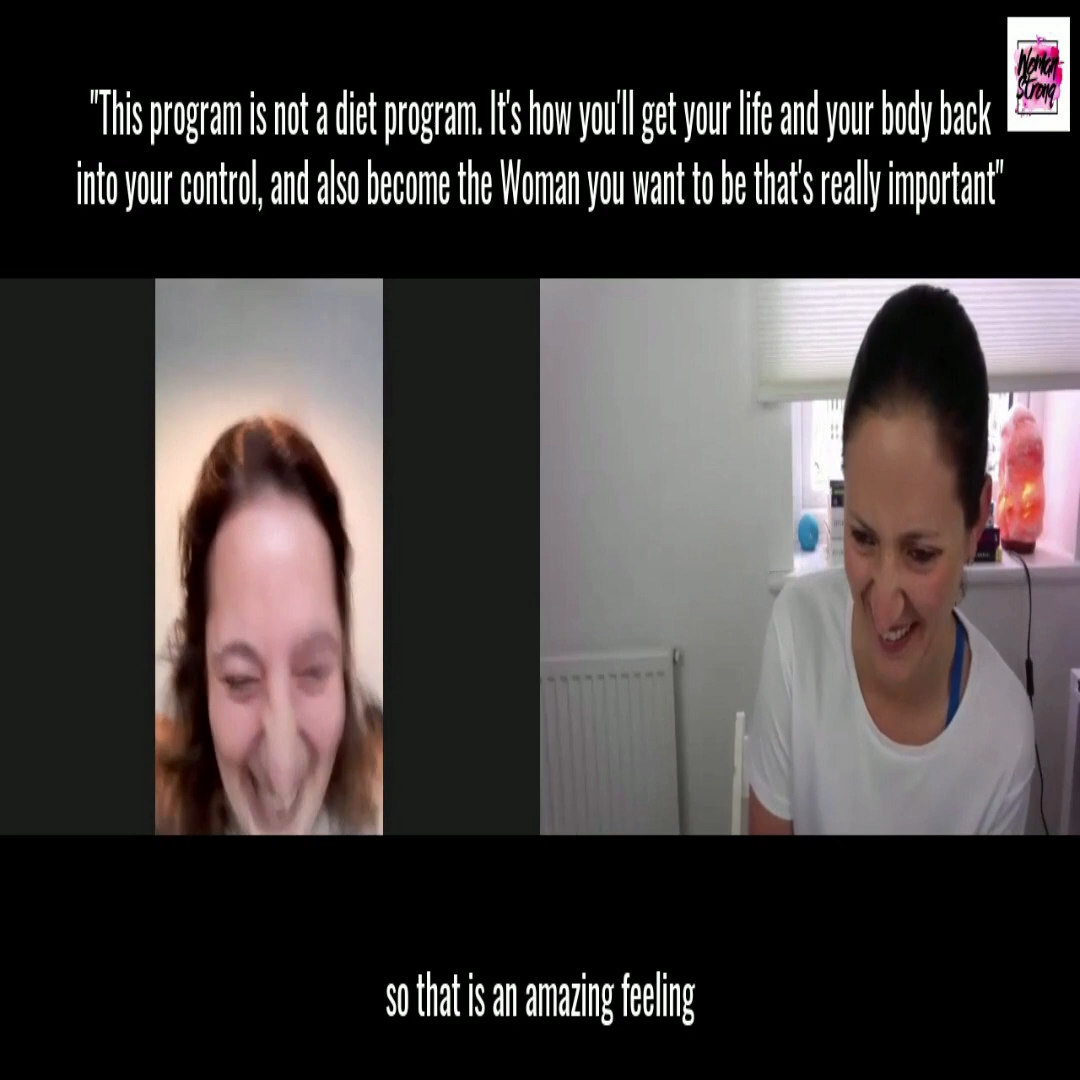 Woman
Strong
"This program is not a diet program. It's how you'll get your life and your body back
into your control, and also become the Woman you want to be that's really important"
so that is an amazing feeling